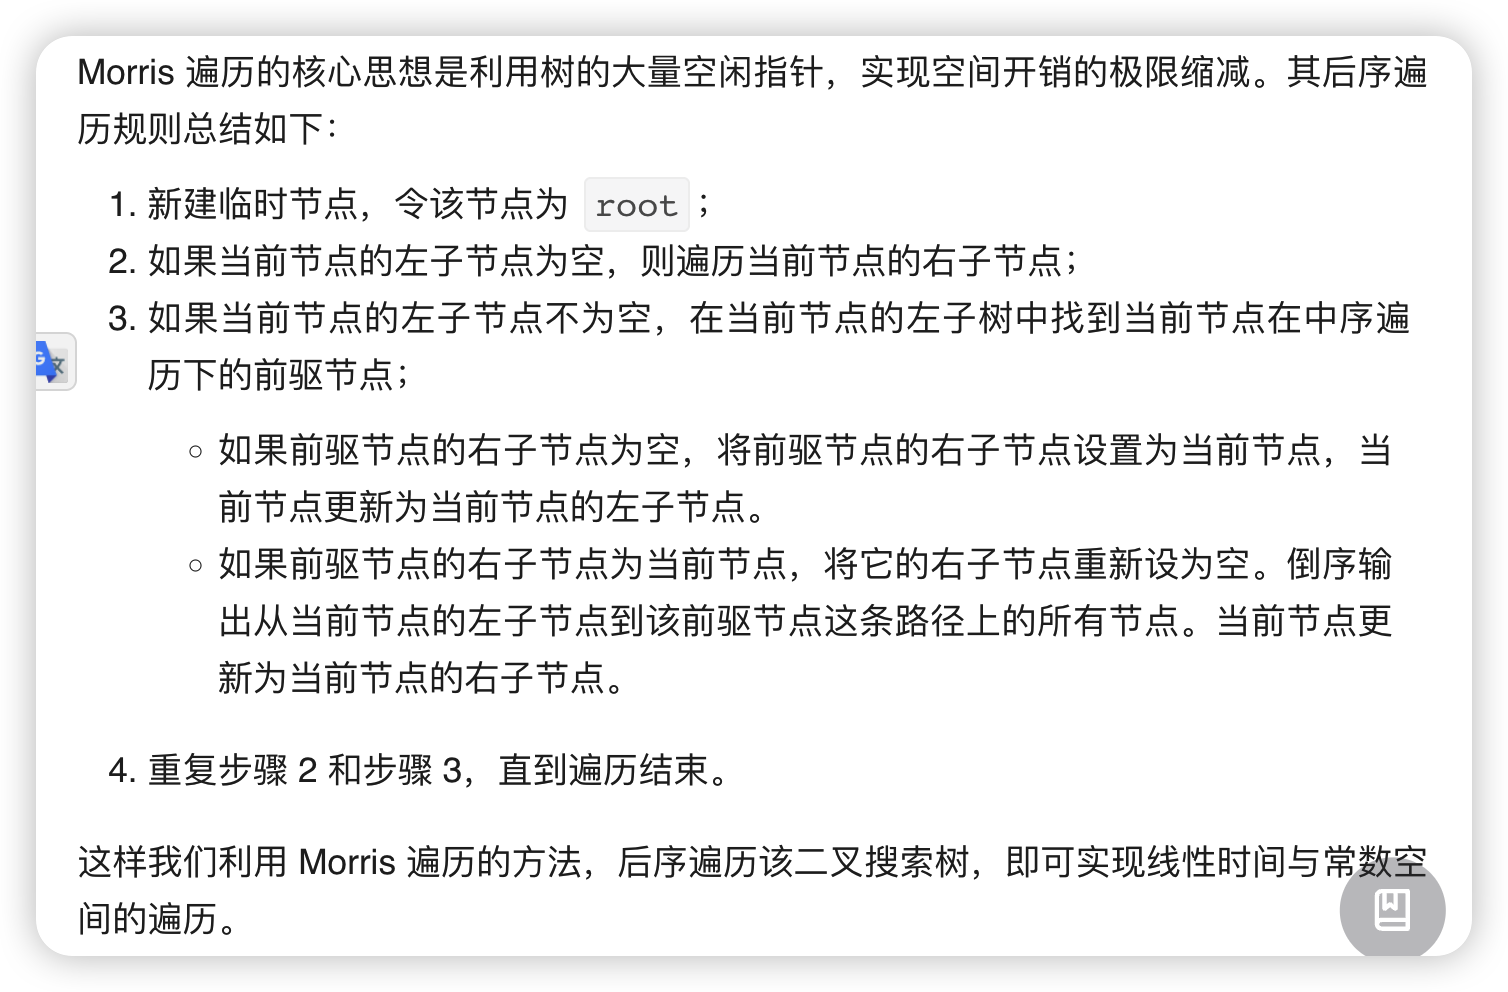 Morris 遍历的核心思想是利用树的大量空闲指针，实现空间开销的极限缩减。其后序遍
历规则总结如下：
1. 新建临时节点，令该节点为 root；
2. 如果当前节点的左子节点为空，则遍历当前节点的右子节点；
3. 如果当前节点的左子节点不为空，在当前节点的左子树中找到当前节点在中序遍
历下的前驱节点；
G 文
如果前驱节点的右子节点为空，将前驱节点的右子节点设置为当前节点，当
前节点更新为当前节点的左子节点。
如果前驱节点的右子节点为当前节点，将它的右子节点重新设为空。倒序输
出从当前节点的左子节点到该前驱节点这条路径上的所有节点。当前节点更
新为当前节点的右子节点。
4. 重复步骤 2 和步骤 3，直到遍历结束。
这样我们利用 Morris 遍历的方法，后序遍历该二叉搜索树，即可实现线性时间与常数空
间的遍历。